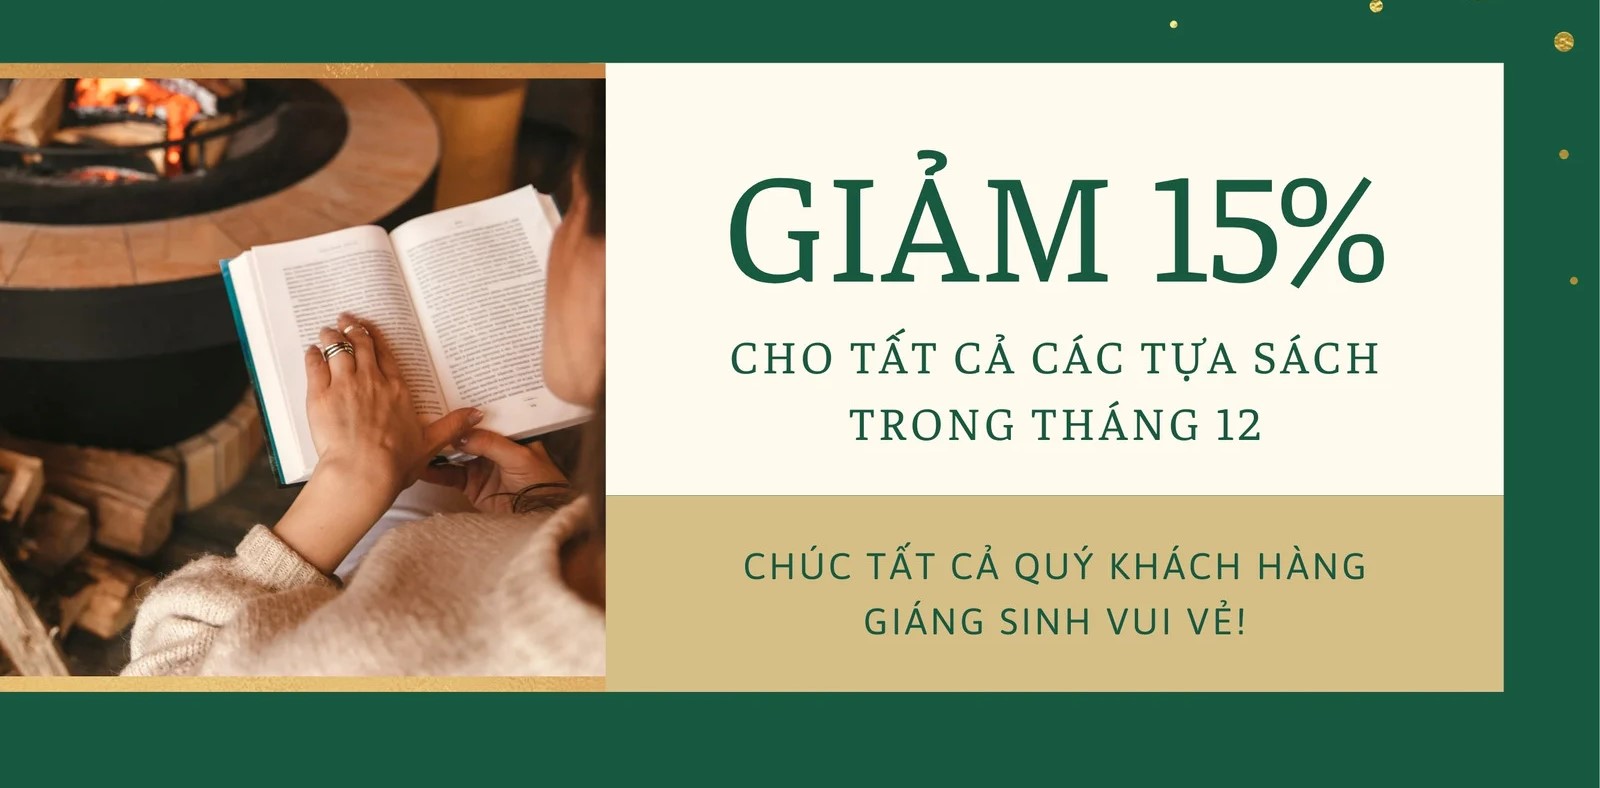 GIẢM 15%
CHO TẤT CẢ CÁC TỰA SÁCH
TRONG THÁNG 12
CHÚC TẤT CẢ QUÝ KHÁCH HÀNG
GIÁNG SINH VUI VẺ!